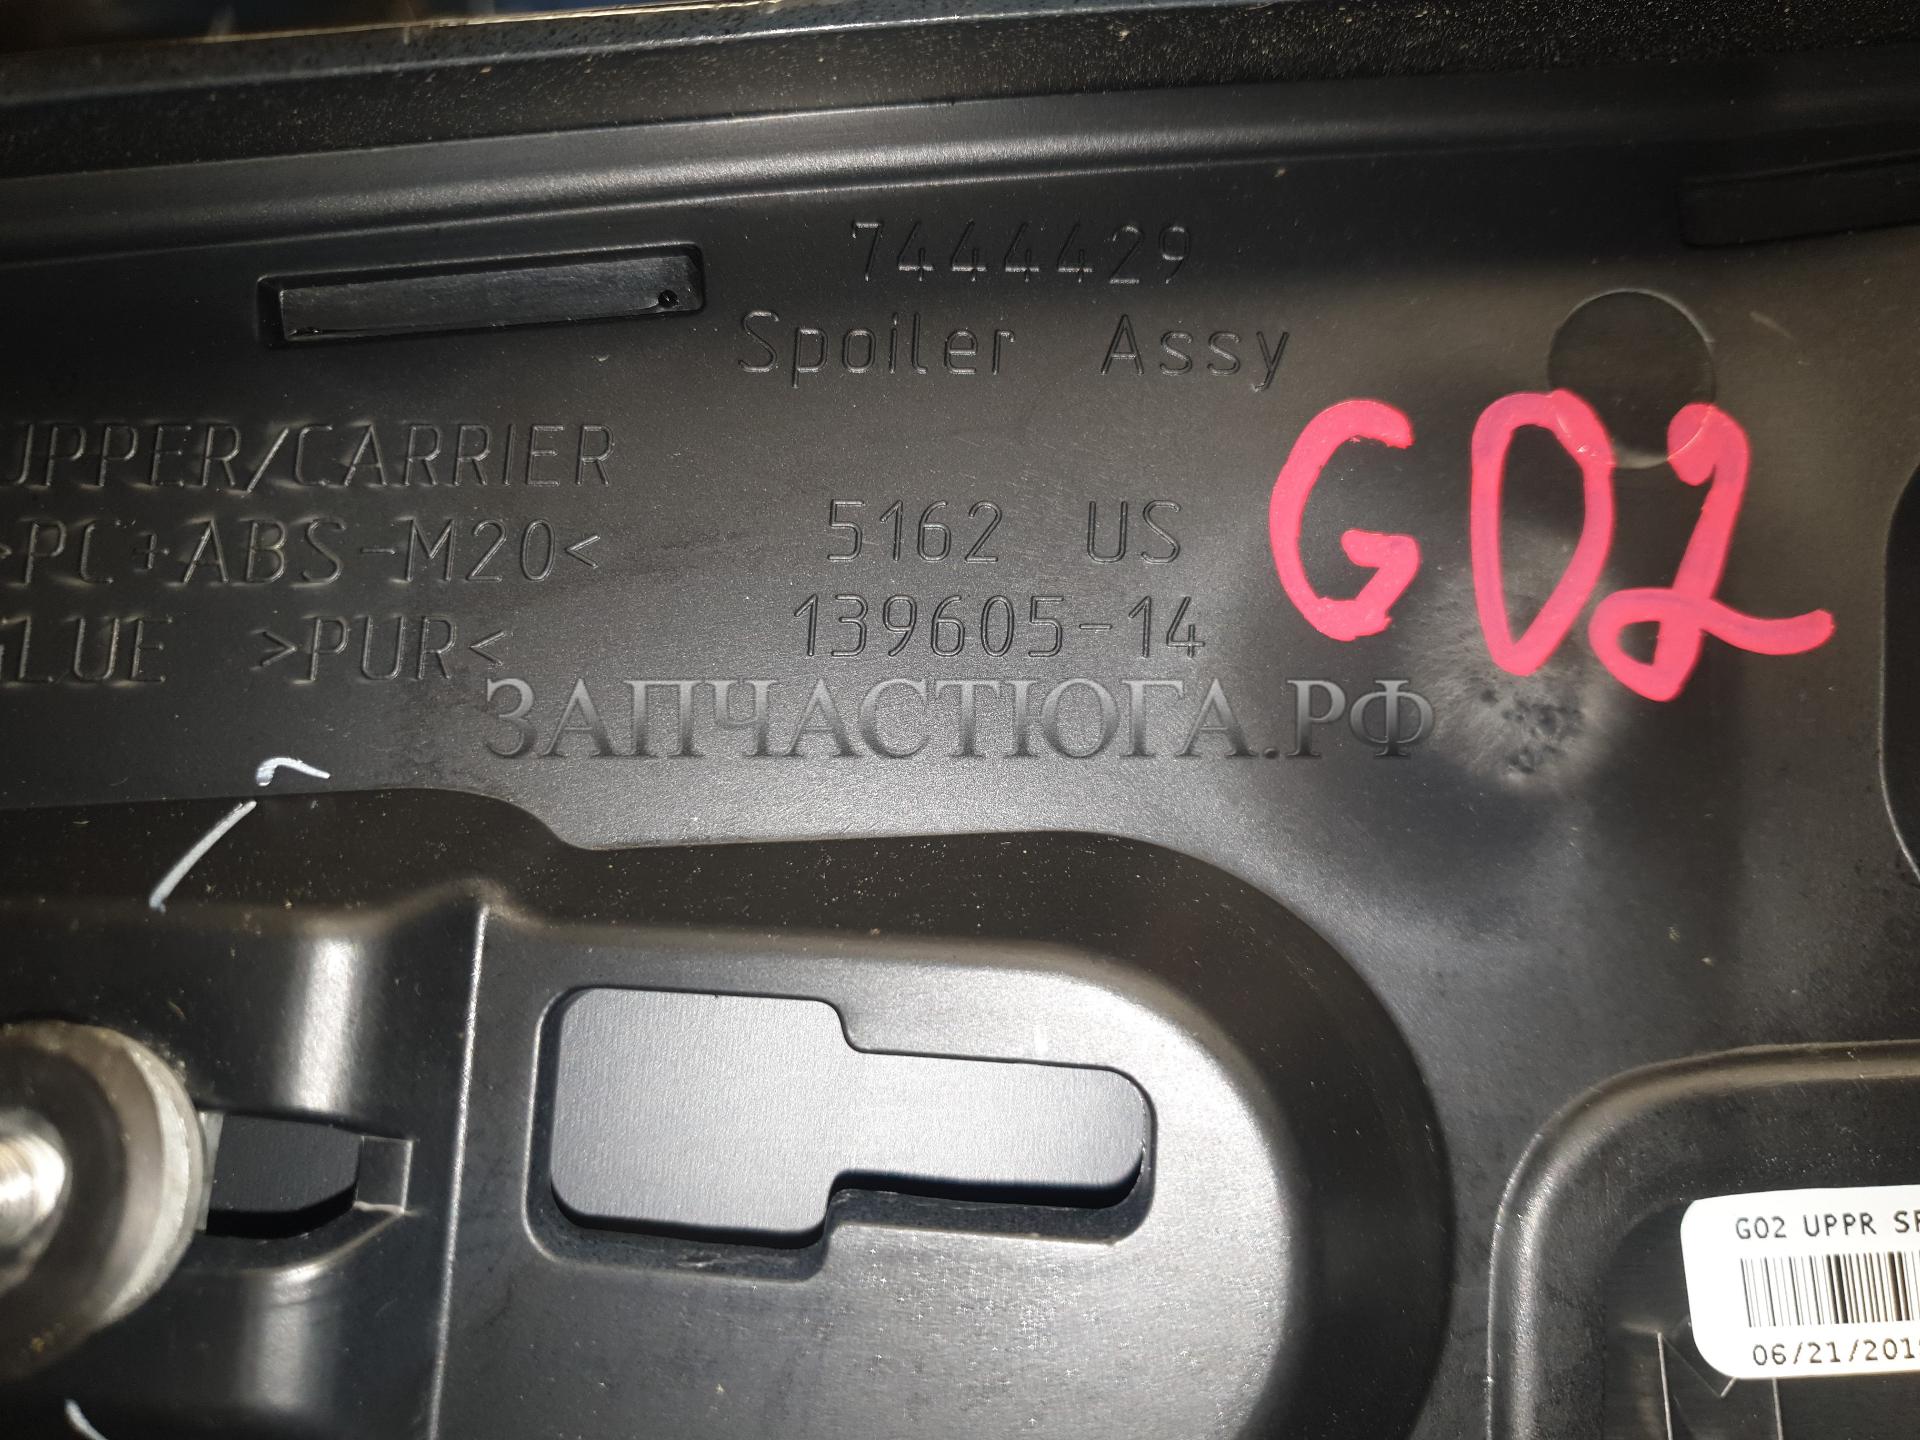 7444429
Spoiler Assy
UPPER/CARRIER
>PC+ABS-M20<
GLUE >PUR<
5162 US
139605-14
G02
ЗАПЧАСТЮГА.РФ
G02 UPPR
06/21/201